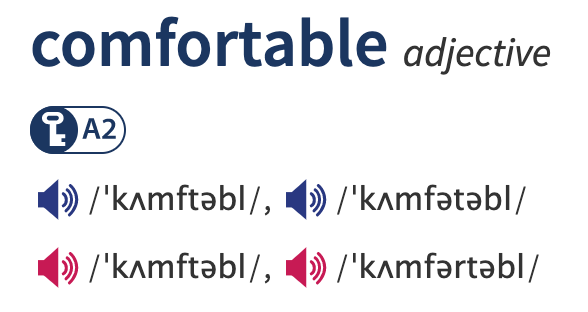 comfortable adjective
A2
/ˈkʌmftəbl/, /ˈkʌmfətəbl/
/ˈkʌmftəbl/, /ˈkʌmfərtəbl/